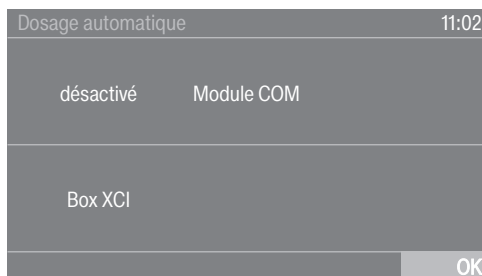 Dosage automatique 11:02
désactivé Module COM
Box XCI
OK